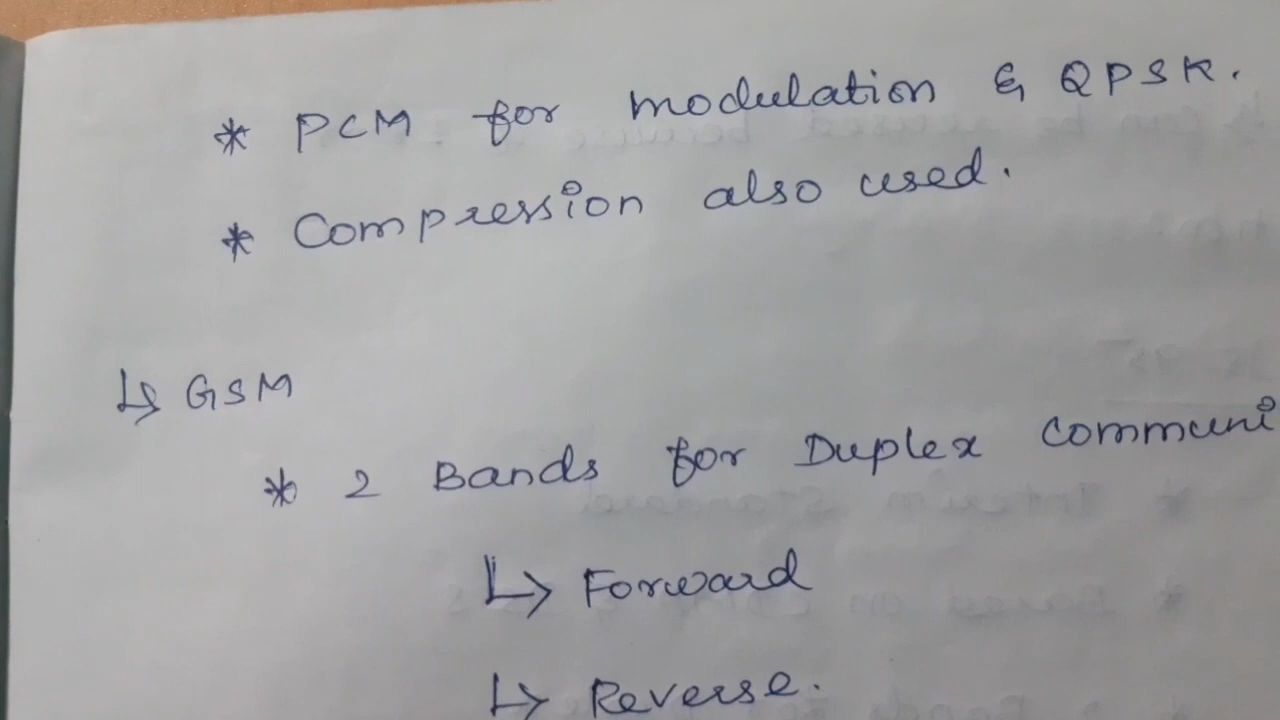 * PCM for modulation & QPSK.
* Compression also used.
↳ GSM
* 2 Bands for Duplex communi
↳ Forward
↳ Reverse.